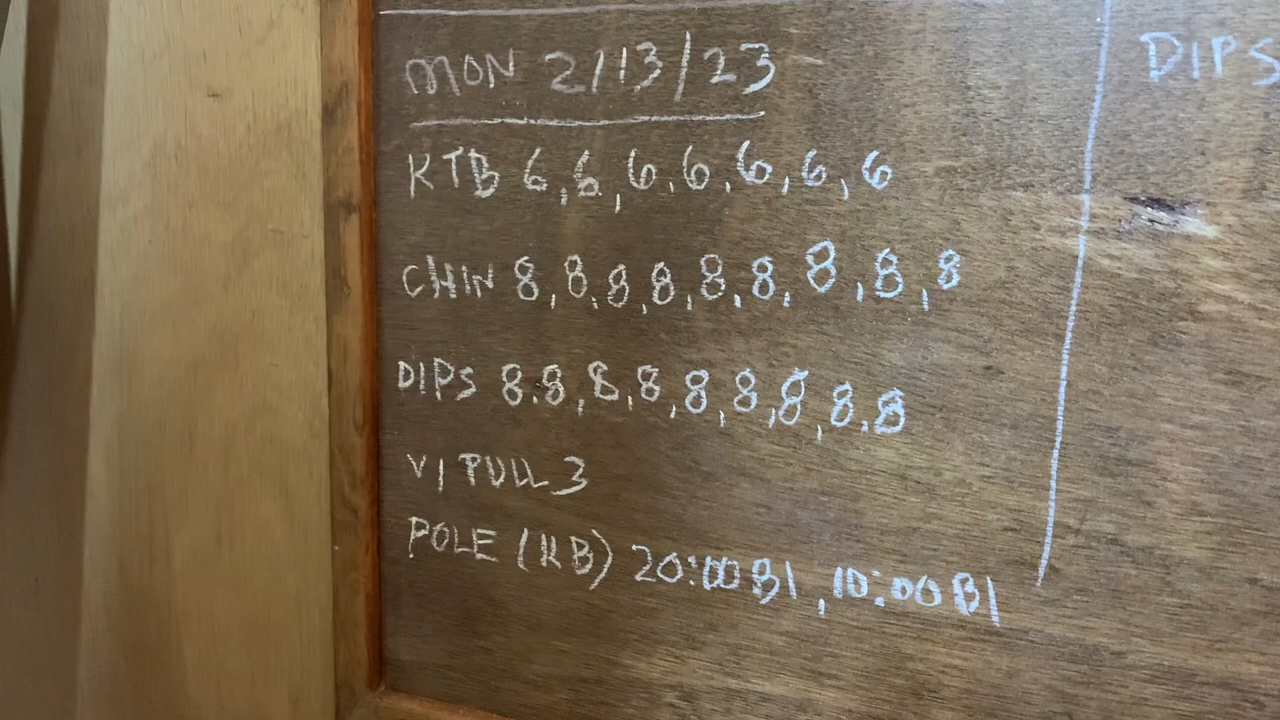 MON 2/13/23
KTB 6,6,6,6,6,6,6
CHIN 8,8,8,8,8,8,8,8,8
DIPS 8.8,8,8,8,8,8,8,8
V1 PULL 3
POLE (KB) 20:00 B1, 10:00 B1
DIPS